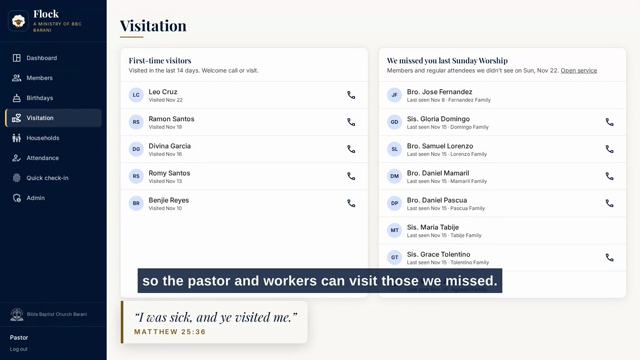 Flock
A MINISTRY OF BBC
BARANI
Dashboard
Members
Birthdays
Visitation
Households
Attendance
Quick check-in
Admin
Bible Baptist Church Barani
Pastor
Log out
Visitation
First-time visitors
Visited in the last 14 days. Welcome call or visit.
LC
Leo Cruz
Visited Nov 22
RS
Ramon Santos
Visited Nov 19
DG
Divina Garcia
Visited Nov 16
RS
Romy Santos
Visited Nov 13
BR
Benjie Reyes
Visited Nov 10
We missed you last Sunday Worship
Members and regular attendees we didn't see on Sun, Nov 22. Open service
JF
Bro. Jose Fernandez
Last seen Nov 8 · Fernandez Family
GD
Sis. Gloria Domingo
Last seen Nov 15 · Domingo Family
SL
Bro. Samuel Lorenzo
Last seen Nov 15 · Lorenzo Family
DM
Bro. Daniel Mamaril
Last seen Nov 15 · Mamaril Family
DP
Bro. Daniel Pascua
Last seen Nov 15 · Pascua Family
MT
Sis. Maria Tabije
Last seen Nov 15 · Tabije Family
GT
Sis. Grace Tolentino
Last seen Nov 15 · Tolentino Family
so the pastor and workers can visit those we missed.
“I was sick, and ye visited me.”
MATTHEW 25:36